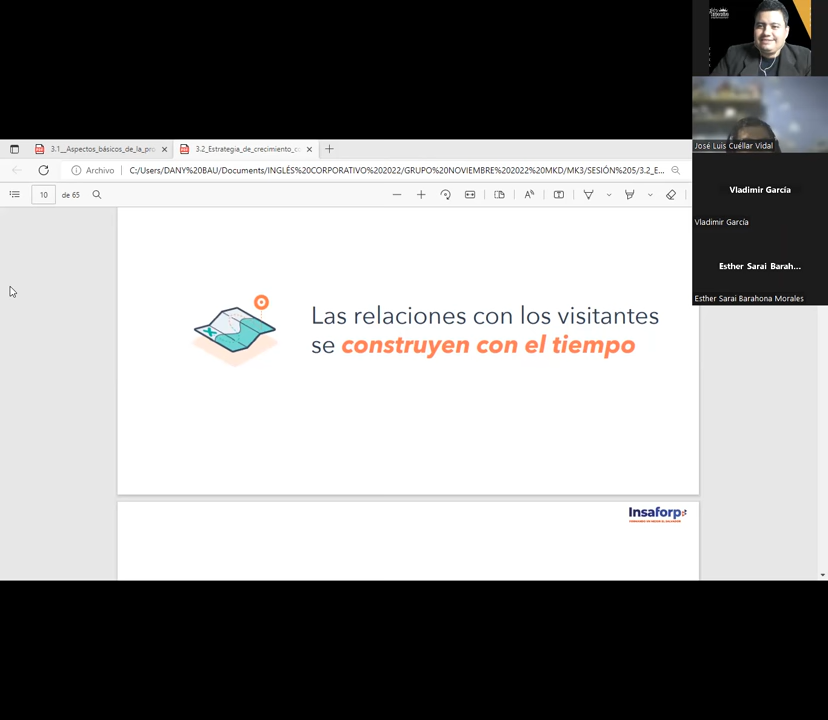 3.1__Aspectos_básicos_de_la_pro
3.2_Estrategia_de_crecimiento_c
Archivo
C:/Users/DANY%20BAU/Documents/INGLÉS%20CORPORATIVO%202022/GRUPO%20NOVIEMBRE%202022%20MKD/MK3/SESIÓN%205/3.2_E...
10
de 65
Las relaciones con los visitantes
se construyen con el tiempo
Insaforp
José Luis Cuéllar Vidal
Vladimir García
Vladimir García
Esther Sarai Barah...
Esther Sarai Barahona Morales